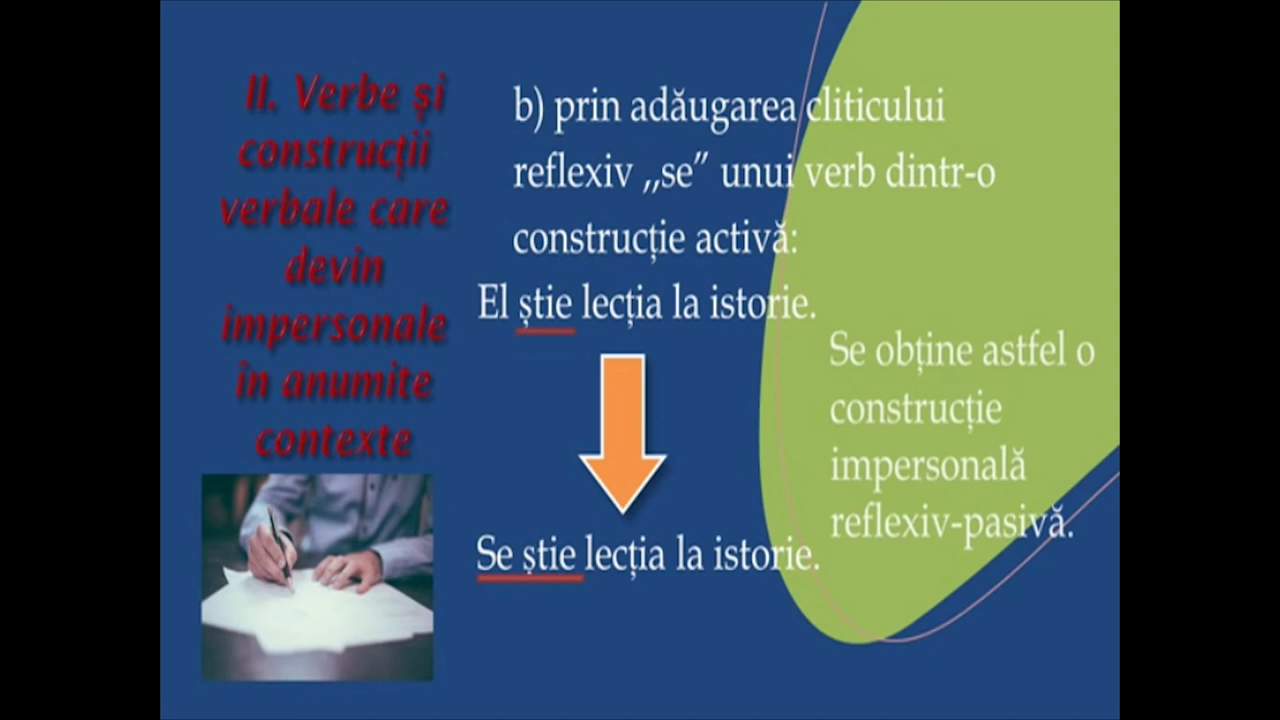 II. Verbe și
construcții
verbale care
devin
impersonale
în anumite
contexte
b) prin adăugarea cliticului
reflexiv ,,se” unui verb dintr-o
construcție activă:
El știe lecția la istorie.
Se știe lecția la istorie.
Se obține astfel o
construcție
impersonală
reflexiv-pasivă.